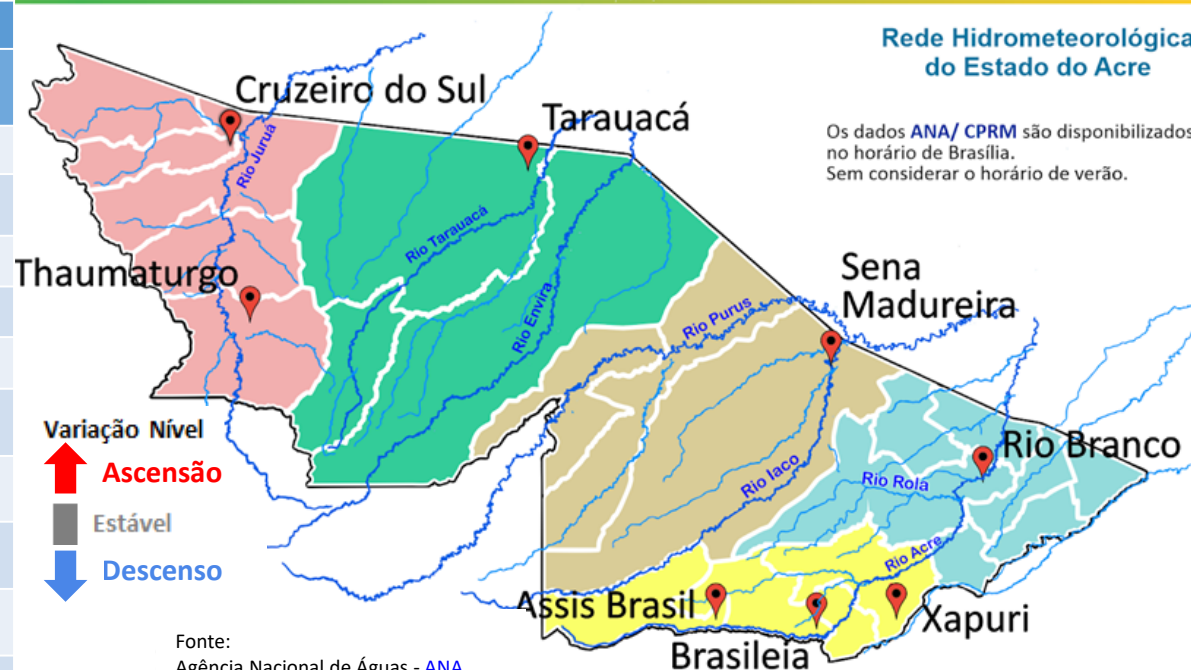 Rede Hidrometeorológica
do Estado do Acre
Os dados ANA/ CPRM são disponibilizados
no horário de Brasília.
Sem considerar o horário de verão.
Cruzeiro do Sul
Tarauacá
Rio Juruá
Rio Tarauacá
Thaumaturgo
Rio Envira
Sena
Madureira
Rio Purus
Variação Nível
Ascensão
Estável
Descenso
Rio Branco
Rio Iaco
Rio Rola
Rio Acre
Assis Brasil
Xapuri
Brasileia
Fonte:
Agência Nacional de Águas - ANA